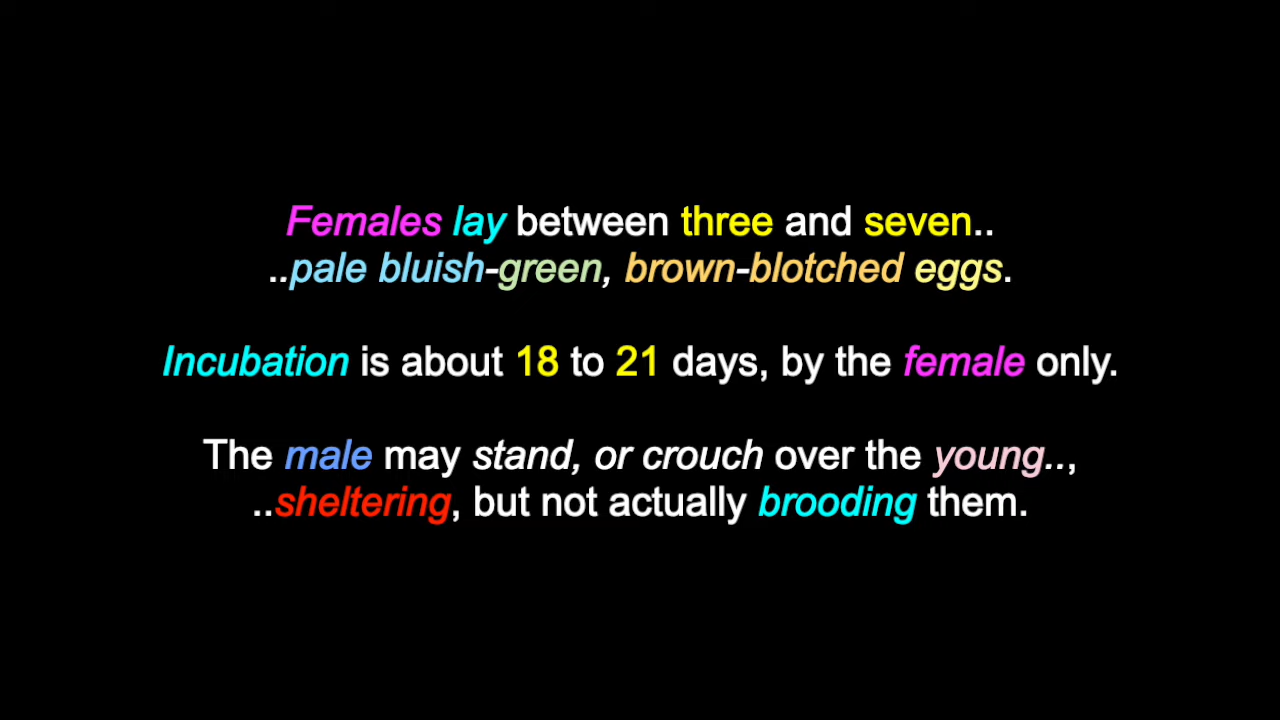 Females lay between three and seven..
..pale bluish-green, brown-blotched eggs.
Incubation is about 18 to 21 days, by the female only.
The male may stand, or crouch over the young..,
..sheltering, but not actually brooding them.